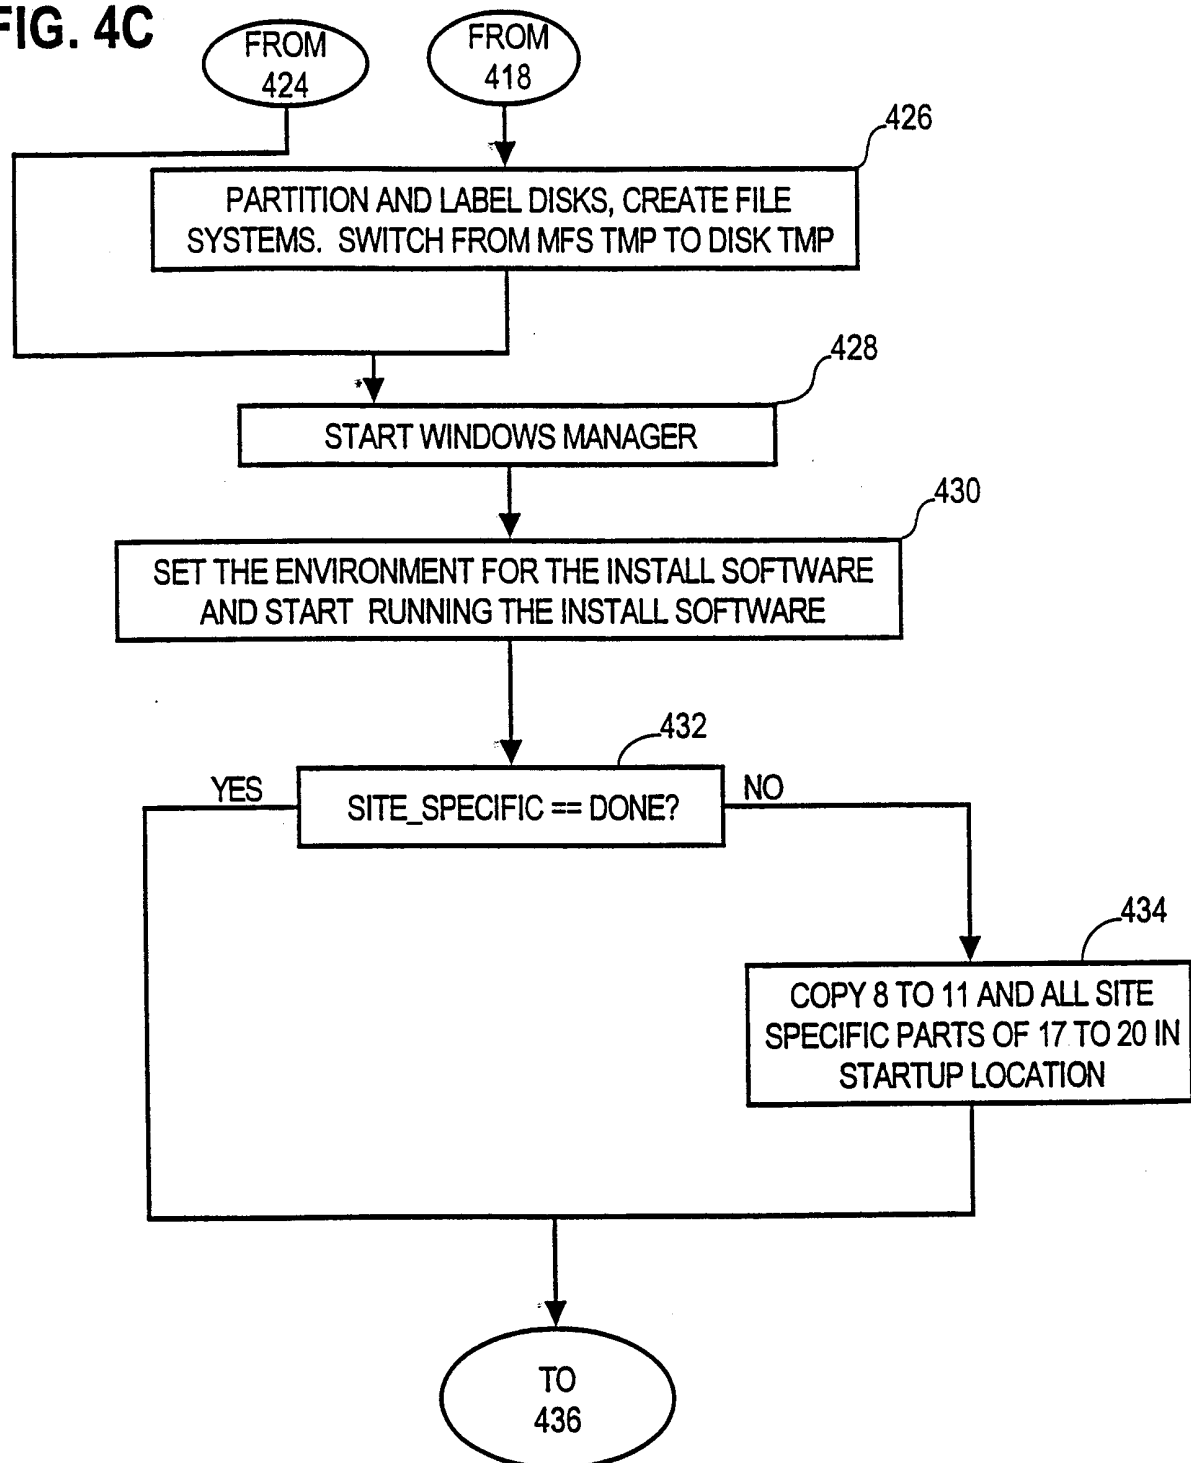 FIG. 4C
FROM
424
FROM
418
426
PARTITION AND LABEL DISKS, CREATE FILE
SYSTEMS. SWITCH FROM MFS TMP TO DISK TMP
428
START WINDOWS MANAGER
430
SET THE ENVIRONMENT FOR THE INSTALL SOFTWARE
AND START RUNNING THE INSTALL SOFTWARE
432
YES
SITE_SPECIFIC == DONE?
NO
434
COPY 8 TO 11 AND ALL SITE
SPECIFIC PARTS OF 17 TO 20 IN
STARTUP LOCATION
TO
436